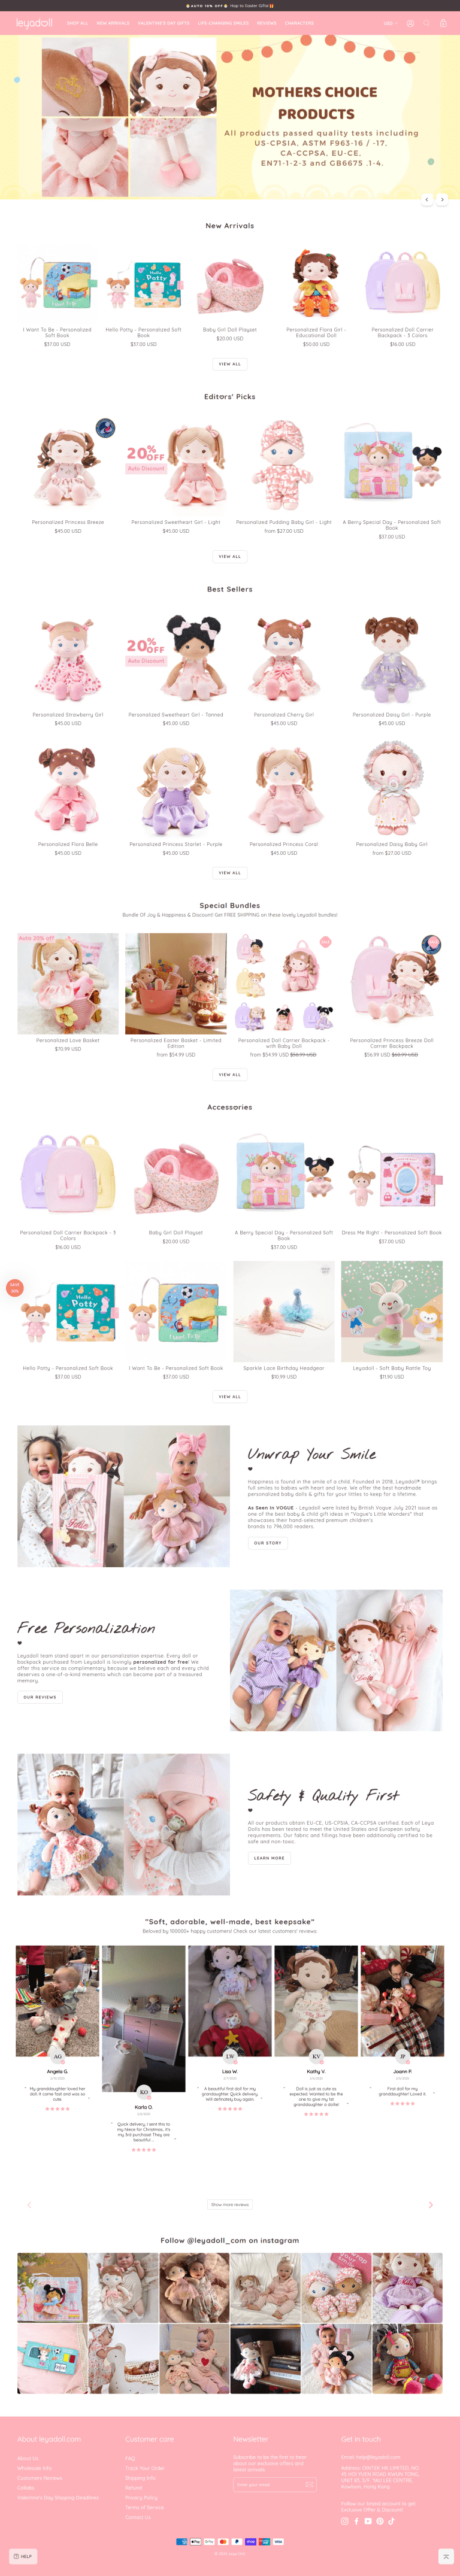 🐣AUTO 10% OFF🐣 Hop to Easter Gifts!🎁
leyadoll
SHOP ALL NEW ARRIVALS VALENTINE'S DAY GIFTS LIFE-CHANGING SMILES REVIEWS CHARACTERS
USD
MOTHERS CHOICE
PRODUCTS
All products passed quality tests including
US-CPSIA, ASTM F963-16 / -17,
CA-CCPSA, EU-CE,
EN71-1-2-3 and GB6675 .1-4.
New Arrivals
I Want To Be - Personalized Soft Book
$37.00 USD
Hello Potty - Personalized Soft Book
$37.00 USD
Baby Girl Doll Playset
$20.00 USD
Personalized Flora Girl - Educational Doll
$50.00 USD
Personalized Doll Carrier Backpack - 3 Colors
$16.00 USD
VIEW ALL
Editors' Picks
20% OFF
Auto Discount
Personalized Princess Breeze
$45.00 USD
Personalized Sweetheart Girl - Light
$45.00 USD
Personalized Pudding Baby Girl - Light
from $27.00 USD
A Berry Special Day - Personalized Soft Book
$37.00 USD
VIEW ALL
Best Sellers
20% OFF
Auto Discount
Personalized Strawberry Girl
$45.00 USD
Personalized Sweetheart Girl - Tanned
$45.00 USD
Personalized Cherry Girl
$45.00 USD
Personalized Daisy Girl - Purple
$45.00 USD
Personalized Flora Belle
$45.00 USD
Personalized Princess Starlet - Purple
$45.00 USD
Personalized Princess Coral
$45.00 USD
Personalized Daisy Baby Girl
from $27.00 USD
VIEW ALL
Special Bundles
Bundle Of Joy & Happiness & Discount! Get FREE SHIPPING on these lovely Leyadoll bundles!
Auto 20% off
Personalized Love Basket
$70.99 USD
Personalized Easter Basket - Limited Edition
from $54.99 USD
Personalized Doll Carrier Backpack - with Baby Doll
from $54.99 USD $58.99 USD
Personalized Princess Breeze Doll Carrier Backpack
$56.99 USD $60.99 USD
VIEW ALL
Accessories
Personalized Doll Carrier Backpack - 3 Colors
$16.00 USD
Baby Girl Doll Playset
$20.00 USD
A Berry Special Day - Personalized Soft Book
$37.00 USD
Dress Me Right - Personalized Soft Book
$37.00 USD
SAVE
Hello Potty
I Want To Be
Hello Potty - Personalized Soft Book
$37.00 USD
I Want To Be - Personalized Soft Book
$37.00 USD
Sparkle Lace Birthday Headgear
$10.99 USD
Leyadoll - Soft Baby Rattle Toy
$11.90 USD
VIEW ALL
Unwrap Your Smile
Happiness is found in the smile of a child. Founded in 2018, Leyadoll® brings
full smiles to babies with heart and love. We offer the best handmade
personalized baby dolls & gifts for your littles to keep for a lifetime.
As Seen In VOGUE - Leyadoll were listed by British Vogue July 2021 issue as
one of the best baby & child gift ideas in "Vogue's Little Wonders" that
showcases their hand-selected premium children's
brands to 796,005 readers.
OUR STORY
Free Personalization
Leyadoll team stand apart in our personalization expertise. Every doll or
backpack purchased from Leyadoll is lovingly personalized for free! We
offer this service as complimentary because we believe each and every child
deserves a one-of-a-kind memento which can become part of a treasured
memory.
OUR REVIEWS
Safety & Quality First
All our products obtain EU-CE, US-CPSIA, CA-CCPSA certified. Each of Leya
Dolls has been tested to meet the United States and European safety
requirements. Our fabric and fillings have been additionally certified to be
safe and non-toxic.
LEARN MORE
"Soft, adorable, well-made, best keepsake"
Beloved by 100000+ happy customers! Check our latest customers' reviews:
AG
Angela G.
My granddaughter loved her doll. It came fast and was so cute.
KO
Karla O.
Quick delivery, I sent this to my Niece for Christmas. It's my 3rd purchase! They are beautiful...
LW
Lisa W.
A beautiful first doll for my granddaughter. Quick delivery. Will definitely buy again.
KV
Kathy V.
Doll is just as cute as expected. Wanted to be the one to give my 1st granddaughter a dollie!
JP
Joann P.
First doll for my granddaughter! Loved it
Show more reviews
Follow @leyadoll_com on instagram
About leyadoll.com
About Us
Wholesale Info
Customers Reviews
Collabs
Valentine's Day Shipping Deadlines
Customer care
FAQ
Track Your Order
Shipping Info
Refund
Privacy Policy
Terms of Service
Contact Us
Newsletter
Subscribe to be the first to hear
about our exclusive offers and
latest arrivals.
Enter your email
Get in touch
Email: hello@leyadoll.com
HELP